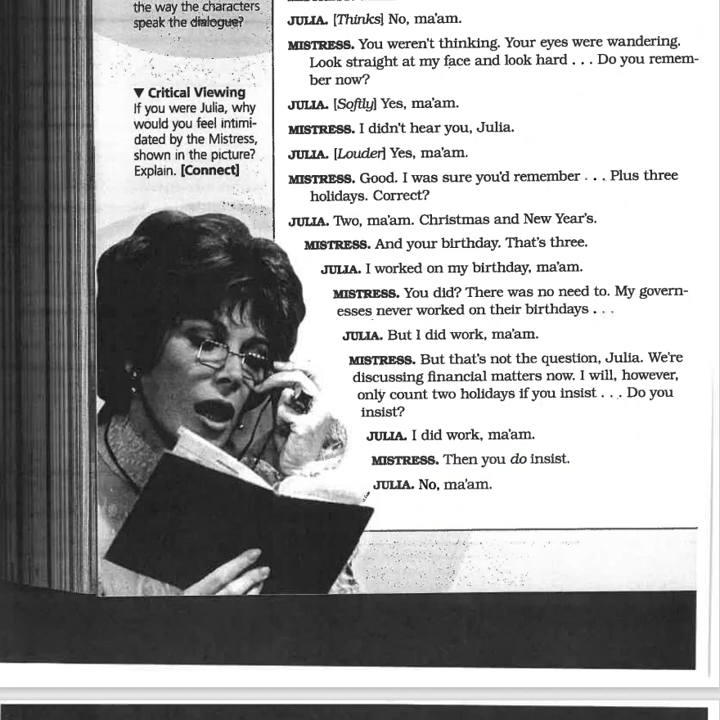 the way the characters
speak the dialogue?
▼ Critical Viewing
If you were Julia, why
would you feel intimi-
dated by the Mistress,
shown in the picture?
Explain. [Connect]
JULIA. [Thinks] No, ma'am.
MISTRESS. You weren't thinking. Your eyes were wandering.
Look straight at my face and look hard . . . Do you remem-
ber now?
JULIA. [Softly] Yes, ma'am.
MISTRESS. I didn't hear you, Julia.
JULIA. [Louder] Yes, ma'am.
MISTRESS. Good. I was sure you'd remember . . . Plus three
holidays. Correct?
JULIA. Two, ma'am. Christmas and New Year's.
MISTRESS. And your birthday. That's three.
JULIA. I worked on my birthday, ma'am.
MISTRESS. You did? There was no need to. My govern-
esses never worked on their birthdays . . .
JULIA. But I did work, ma'am.
MISTRESS. But that's not the question, Julia. We're
discussing financial matters now. I will, however,
only count two holidays if you insist . . . Do you
insist?
JULIA. I did work, ma'am.
MISTRESS. Then you do insist.
JULIA. No, ma'am.